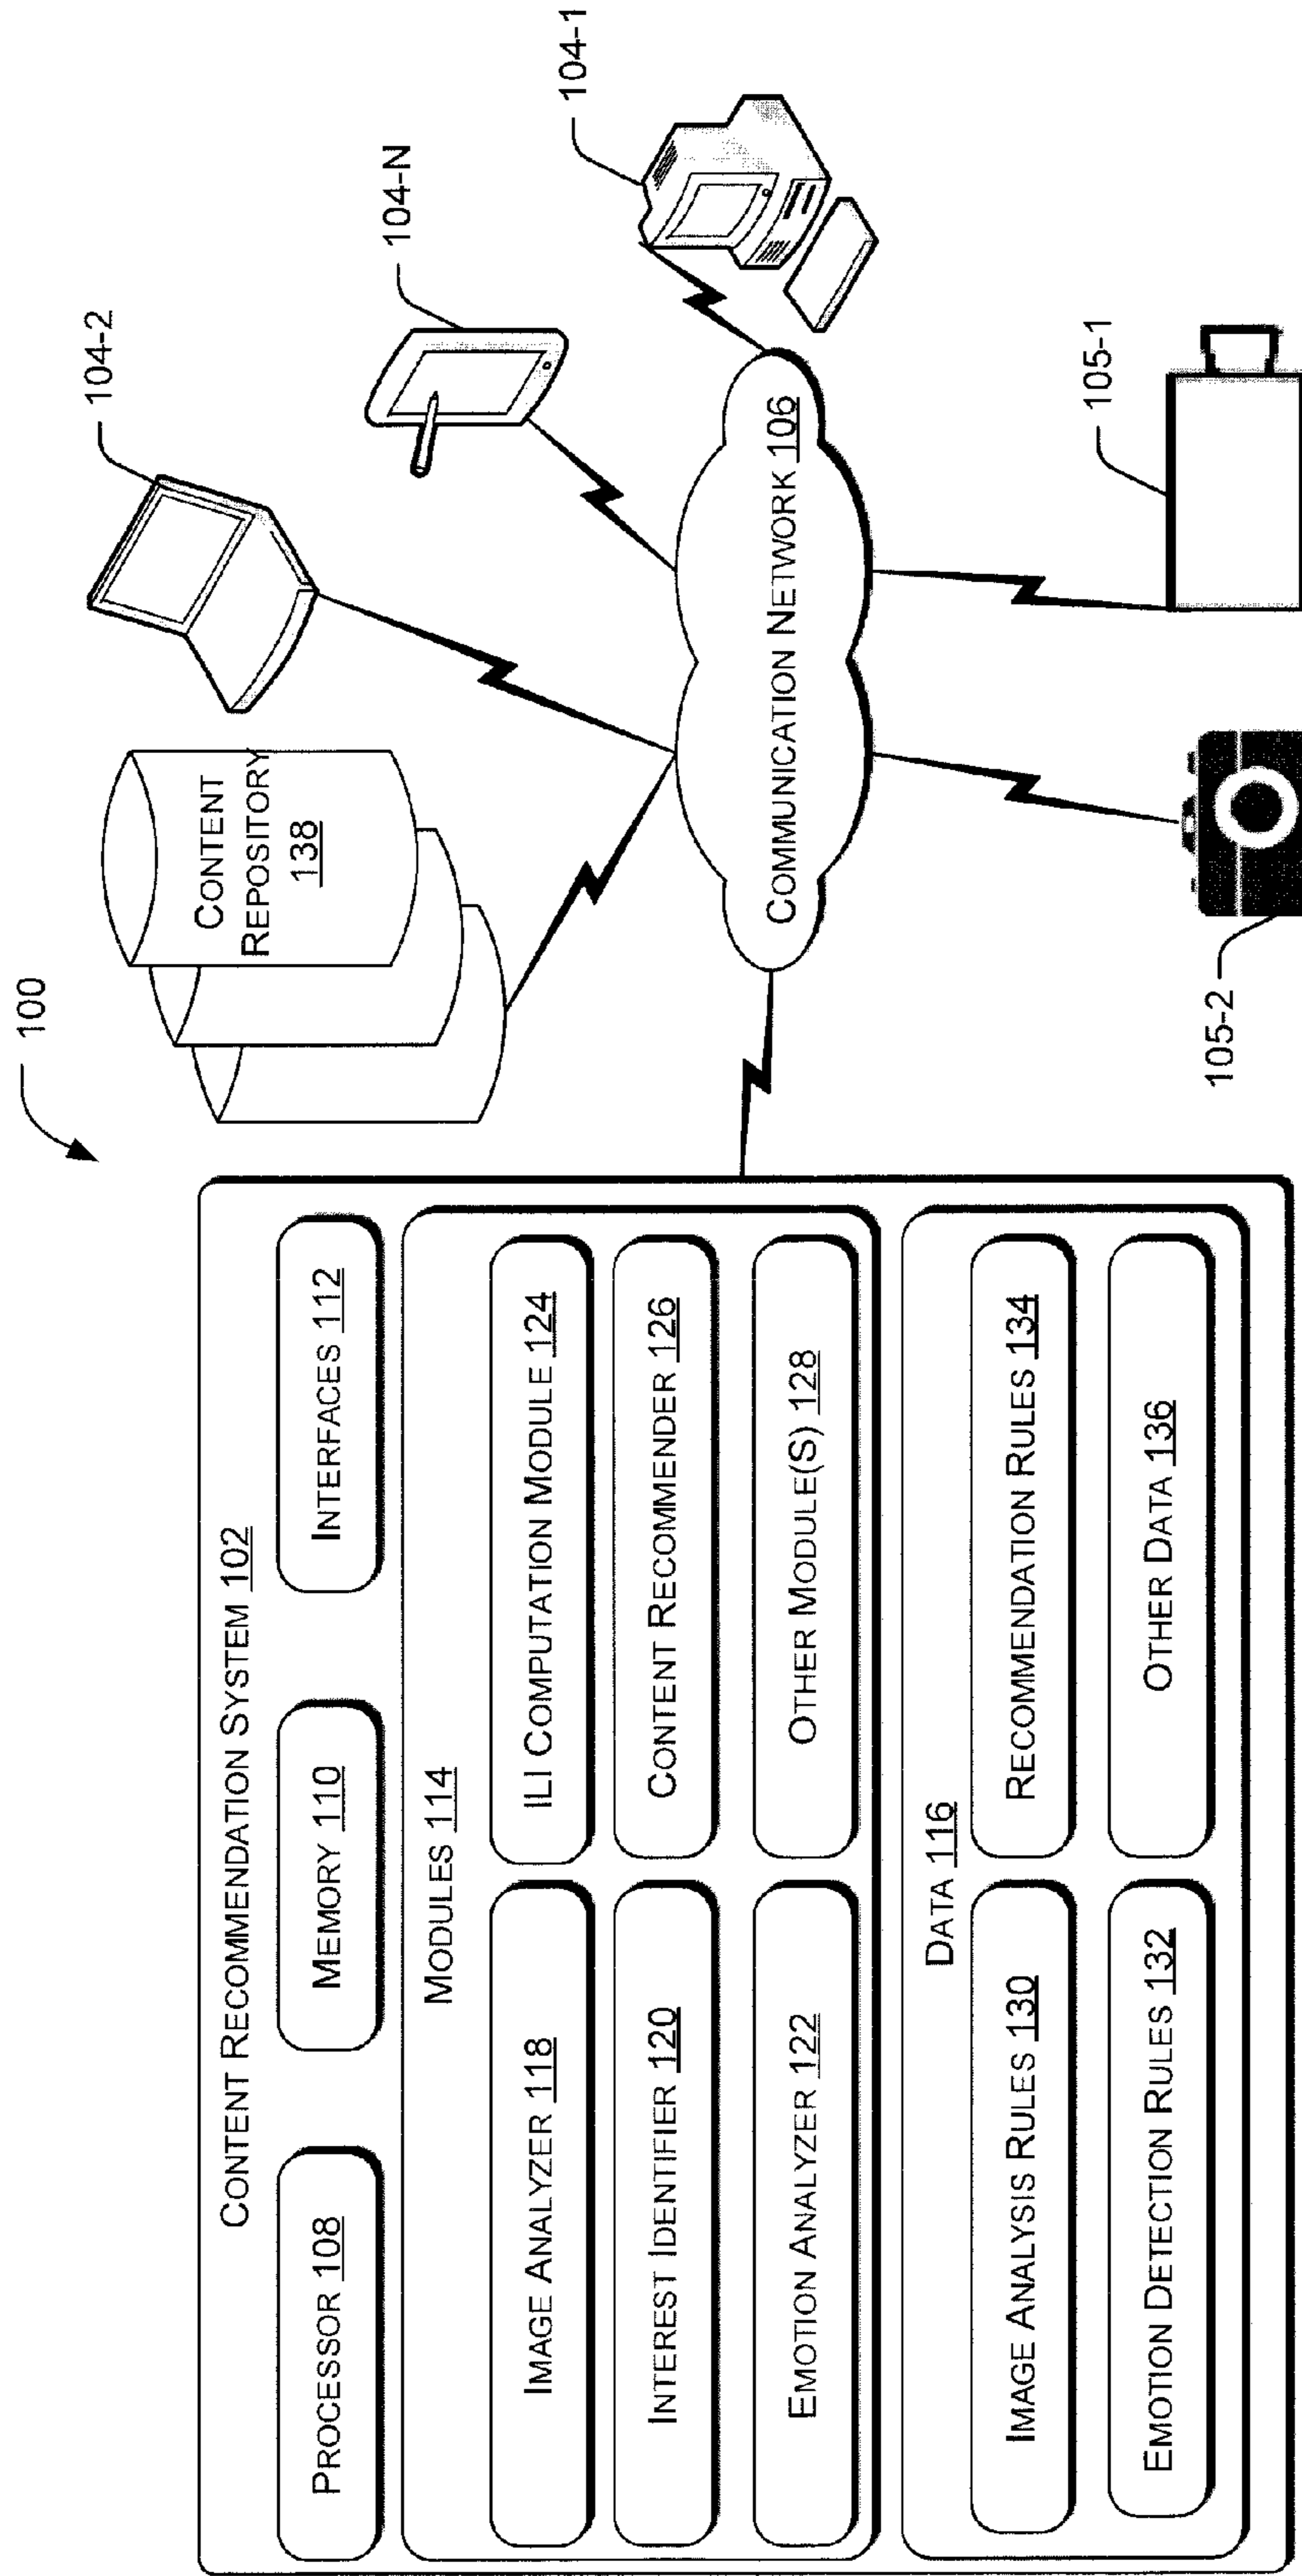 100
CONTENT RECOMMENDATION SYSTEM 102
PROCESSOR 108
MEMORY 110
INTERFACES 112
MODULES 114
IMAGE ANALYZER 118
ILI COMPUTATION MODULE 124
INTEREST IDENTIFIER 120
CONTENT RECOMMENDER 126
EMOTION ANALYZER 122
OTHER MODULE(S) 128
DATA 116
IMAGE ANALYSIS RULES 130
RECOMMENDATION RULES 134
EMOTION DETECTION RULES 132
OTHER DATA 136
CONTENT
REPOSITORY
138
104-2
104-N
104-1
COMMUNICATION NETWORK 106
105-2
105-1